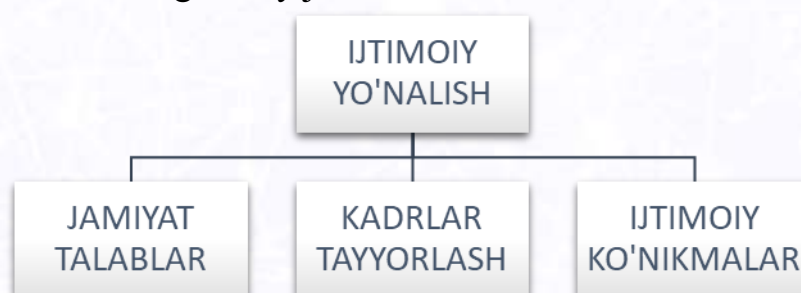 IJTIMOIY
YO'NALISH
JAMIYAT
TALABLAR
KADRLAR
TAYYORLASH
IJTIMOIY
KO'NIKMALAR